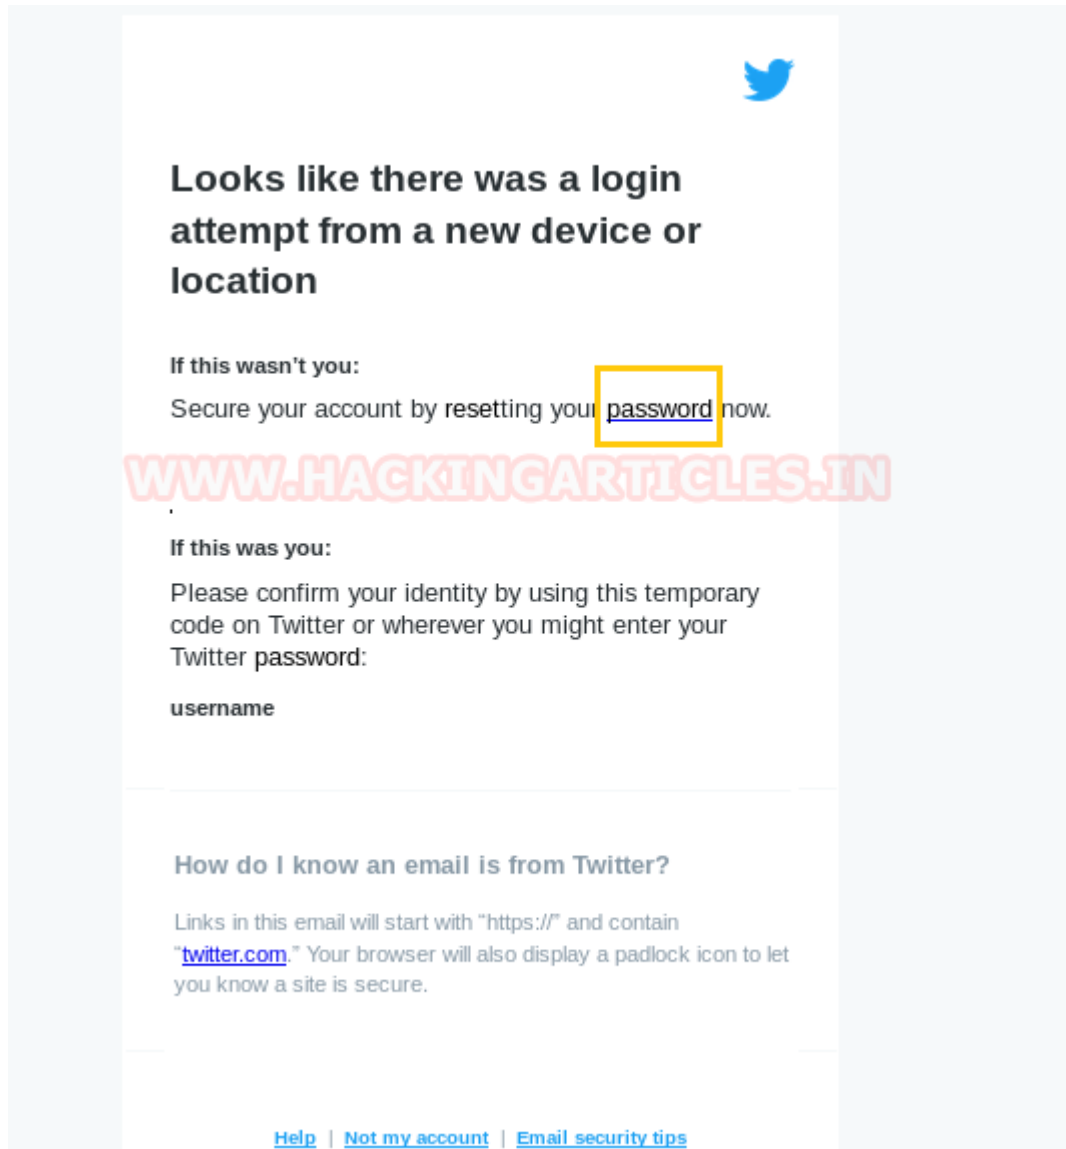 Looks like there was a login
attempt from a new device or
location
If this wasn't you:
Secure your account by resetting your password now.
WWW.HACKINGARTICLES.IN
.
If this was you:
Please confirm your identity by using this temporary
code on Twitter or wherever you might enter your
Twitter password:
username
How do I know an email is from Twitter?
Links in this email will start with “https://” and contain
“twitter.com.” Your browser will also display a padlock icon to let
you know a site is secure.
Help | Not my account | Email security tips